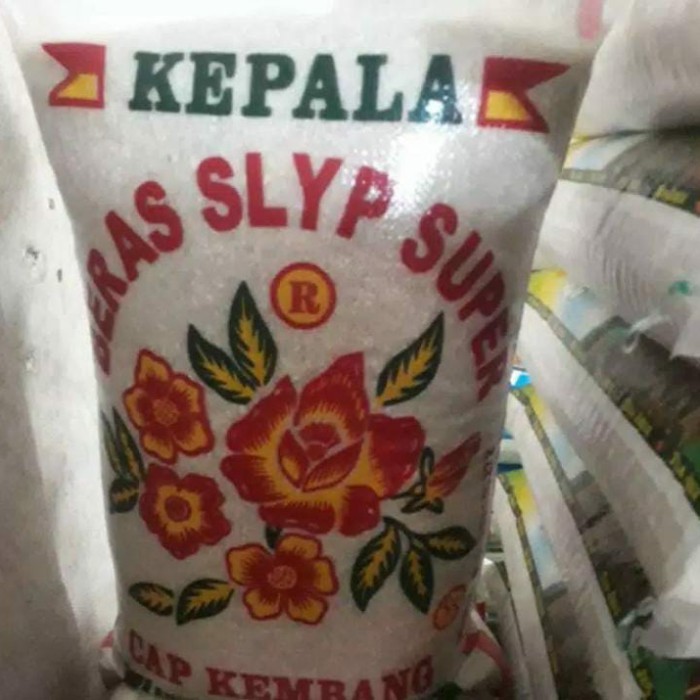 KEPALA
BERAS SLYP SUPER
R
CAP KEMBANG